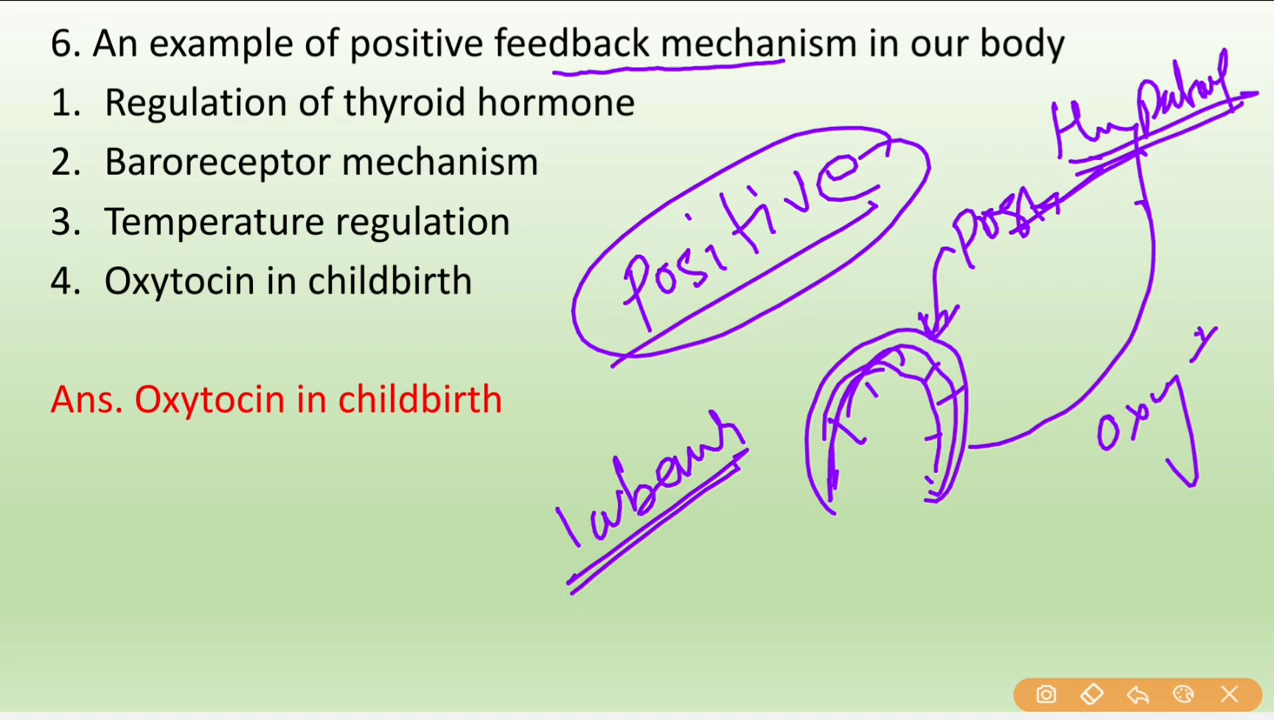 6. An example of positive feedback mechanism in our body
1. Regulation of thyroid hormone
2. Baroreceptor mechanism
3. Temperature regulation
4. Oxytocin in childbirth
Ans. Oxytocin in childbirth
Positive
Oxy